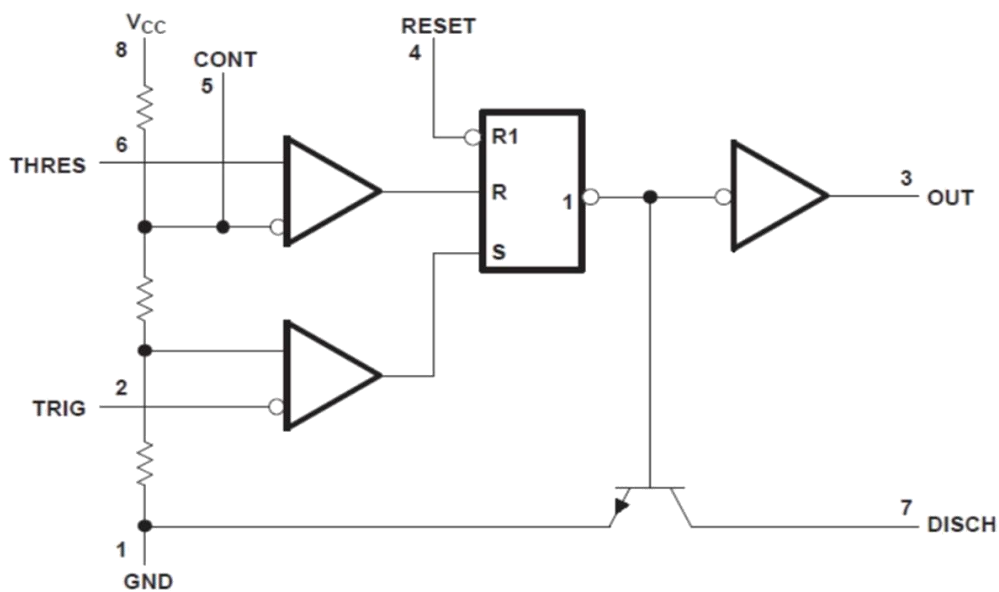 VCC
8
RESET
4
CONT
5
6
THRES
R1
R
1
S
3
OUT
2
TRIG
7
DISCH
1
GND